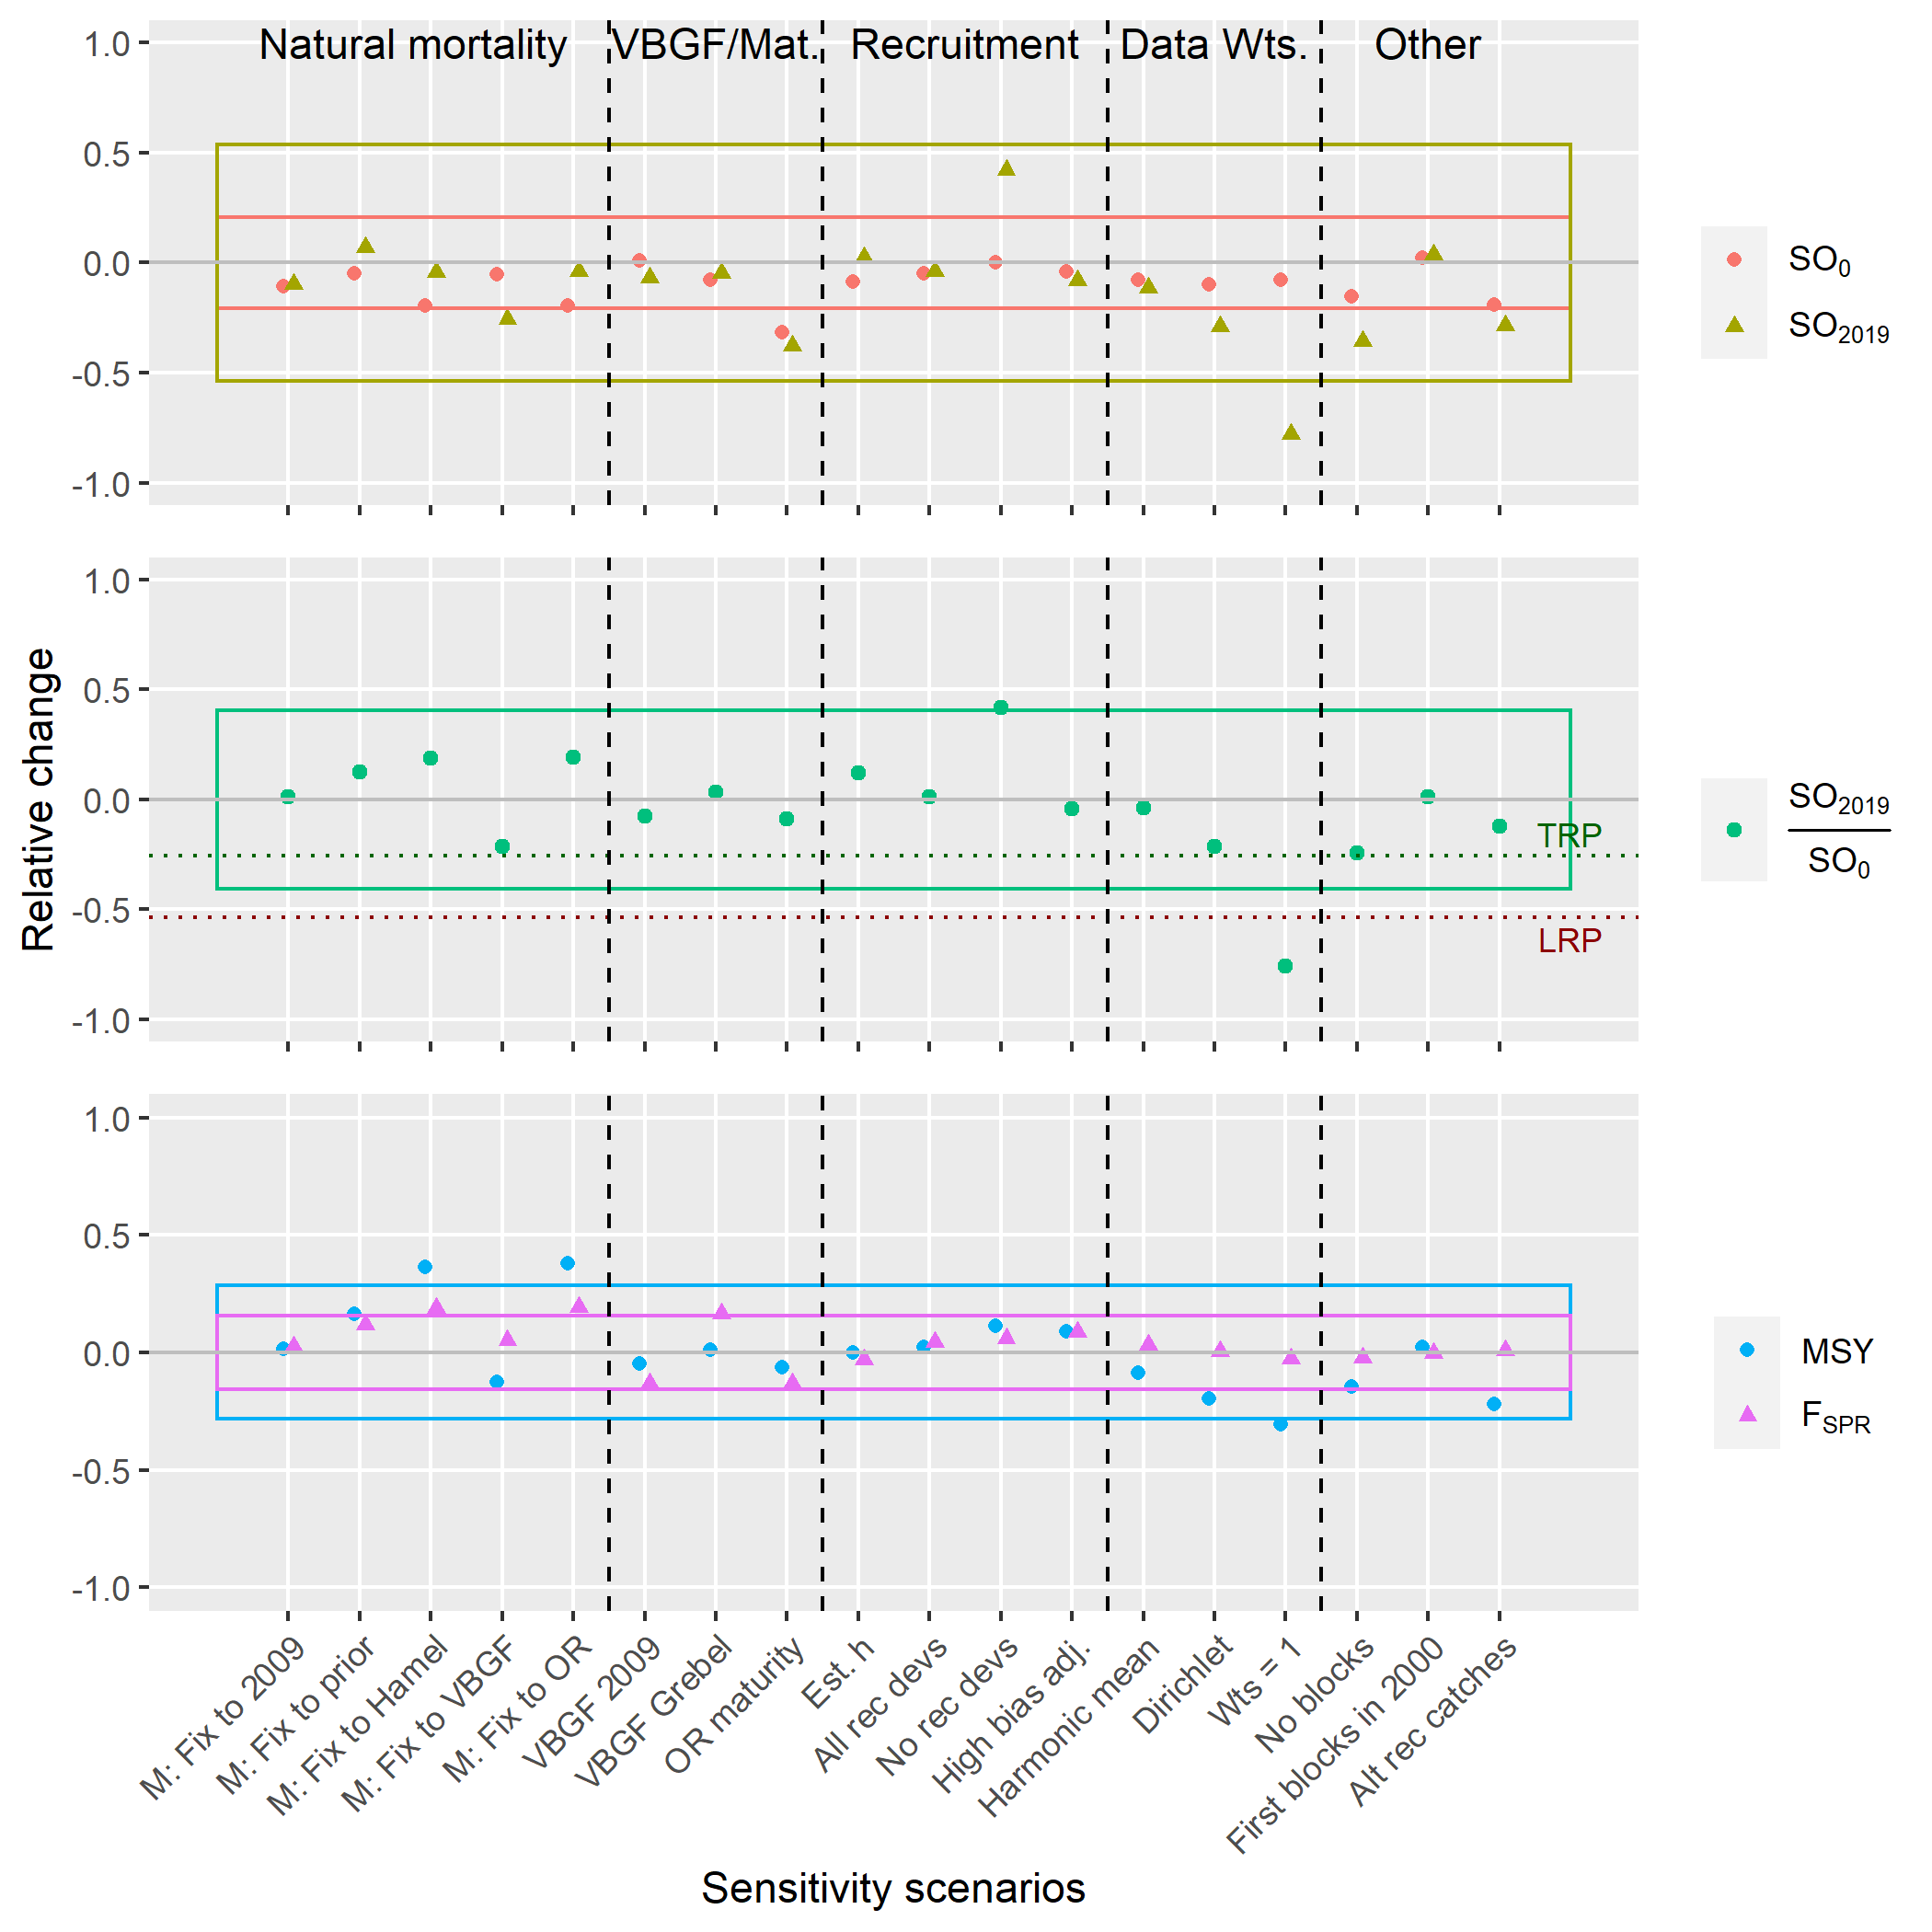 Natural mortality VBGF/Mat. Recruitment Data Wts. Other
1.0
0.5
0.0
-0.5
-1.0
SO0
SO2019
Relative change
1.0
0.5
0.0
-0.5
-1.0
TRP
LRP
SO2019
SO0
1.0
0.5
0.0
-0.5
-1.0
MSY
FSPR
M: Fix to 2009
M: Fix to prior
M: Fix to Hamel
M: Fix to VBGF
M: Fix to OR
VBGF 2009
VBGF Grebel
OR maturity
Est. h
All rec devs
No rec devs
High bias adj.
Harmonic mean
Dirichlet
Wts = 1
No blocks
First blocks in 2000
Alt rec catches
Sensitivity scenarios